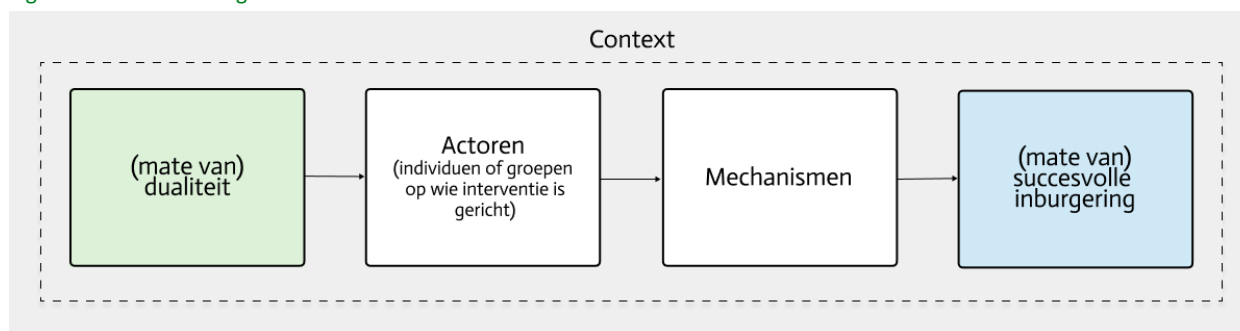 Context
(mate van)
dualiteit
Actoren
(individuen of groepen
op wie interventie is
gericht)
Mechanismen
(mate van)
succesvolle
inburgering